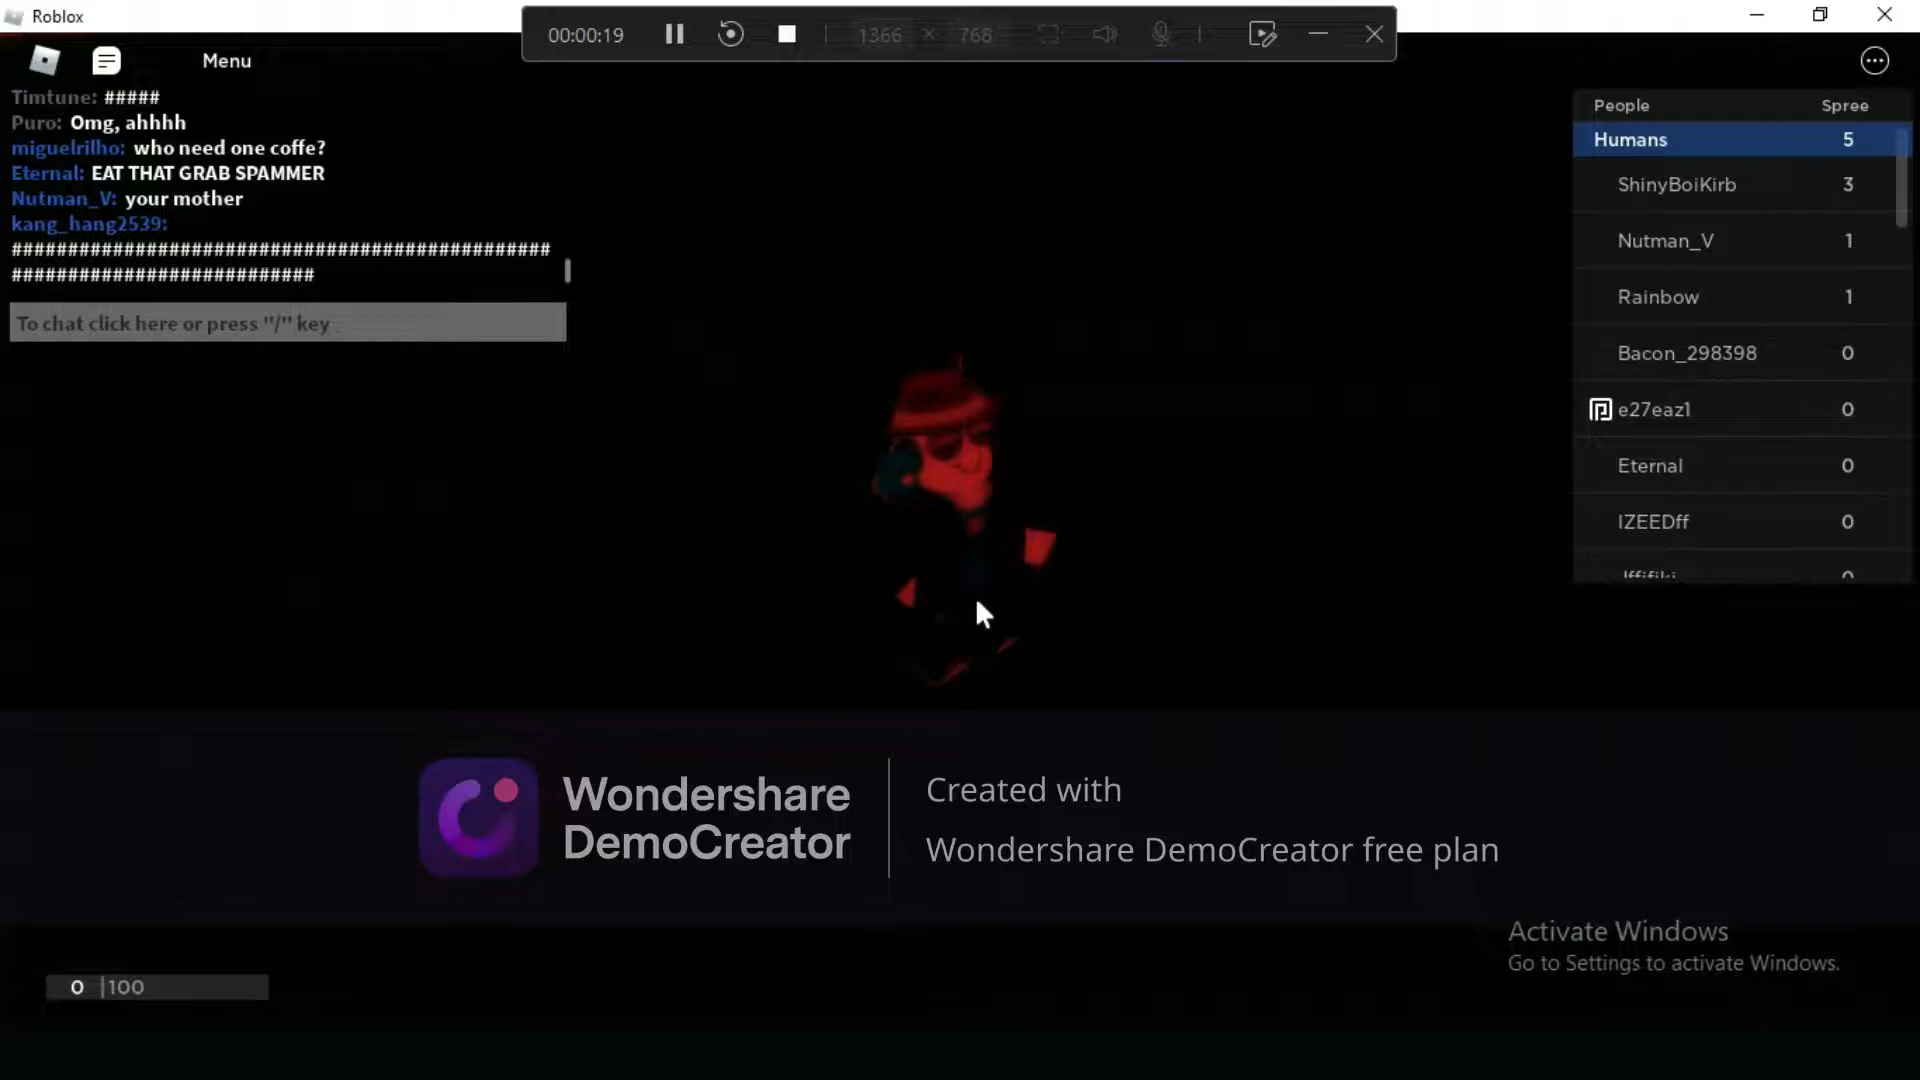 Roblox
00:00:19
1366 × 768
Menu
Timtune: #####
Puro: Omg, ahhhh
miguelrilho: who need one coffe?
Eternal: EAT THAT GRAB SPAMMER
Nutman_V: your mother
kang_hang2539:
################################################
###########################
To chat click here or press "/" key
People Spree
Humans 5
ShinyBoiKirb 3
Nutman_V 1
Rainbow 1
Bacon_298398 0
e27eaz1 0
Eternal 0
IZEEDff 0
0
Wondershare
DemoCreator
Created with
Wondershare DemoCreator free plan
Activate Windows
Go to Settings to activate Windows.
0 |100